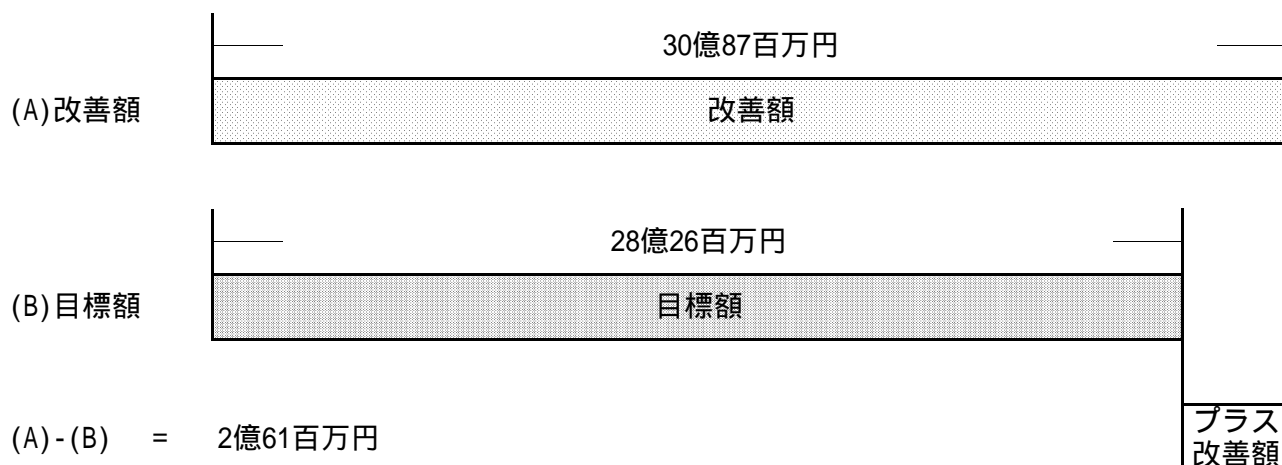 30億87百万円
(A)改善額
改善額
28億26百万円
(B)目標額
目標額
(A)-(B) = 2億61百万円
プラス
改善額